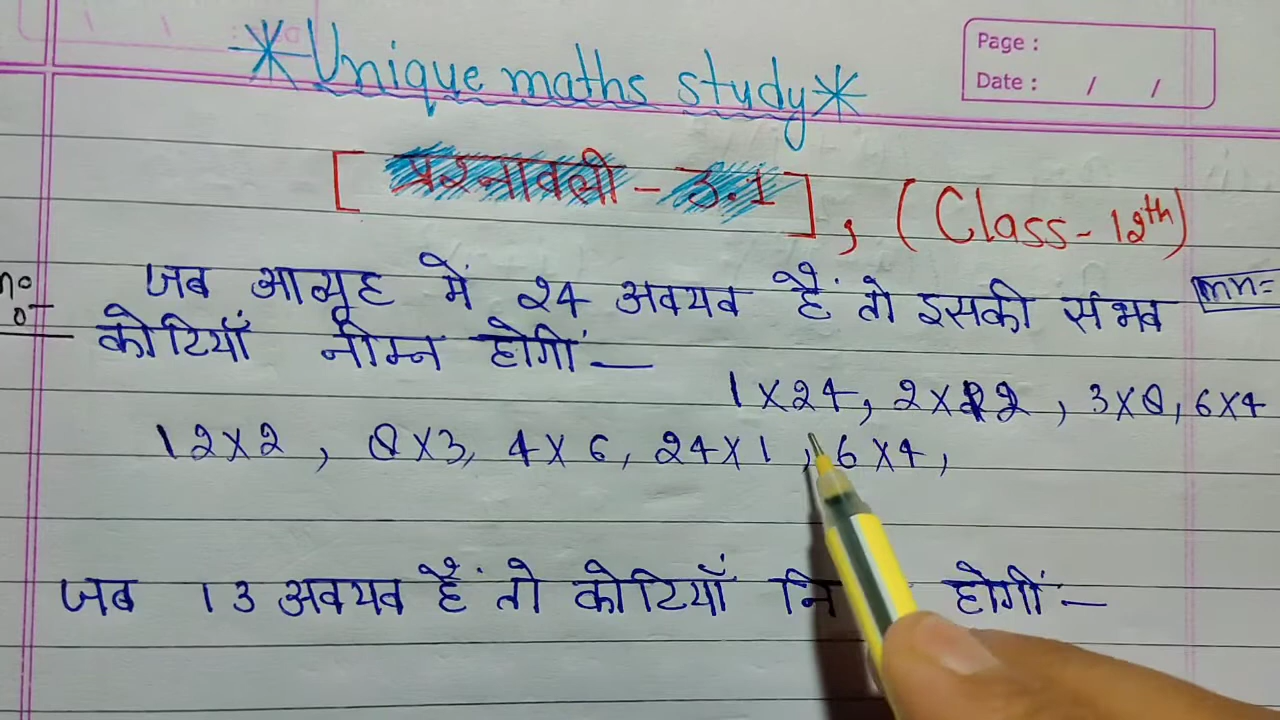 *Unique maths study*
Page :
Date : / /
[ प्रश्नावली - 3.1 ] , (Class - 12th)
जब आव्यूह में 24 अवयव हैं तो इसकी संभव mn=
कोटियाँ नीम्न होगीं —
1 x 24, 2 x 12 , 3 x 8, 6 x 4
12 x 2 , 8 x 3, 4 x 6, 24 x 1 , 6 x 4,
जब 13 अवयव हैं तो कोटियाँ नि होगीं —